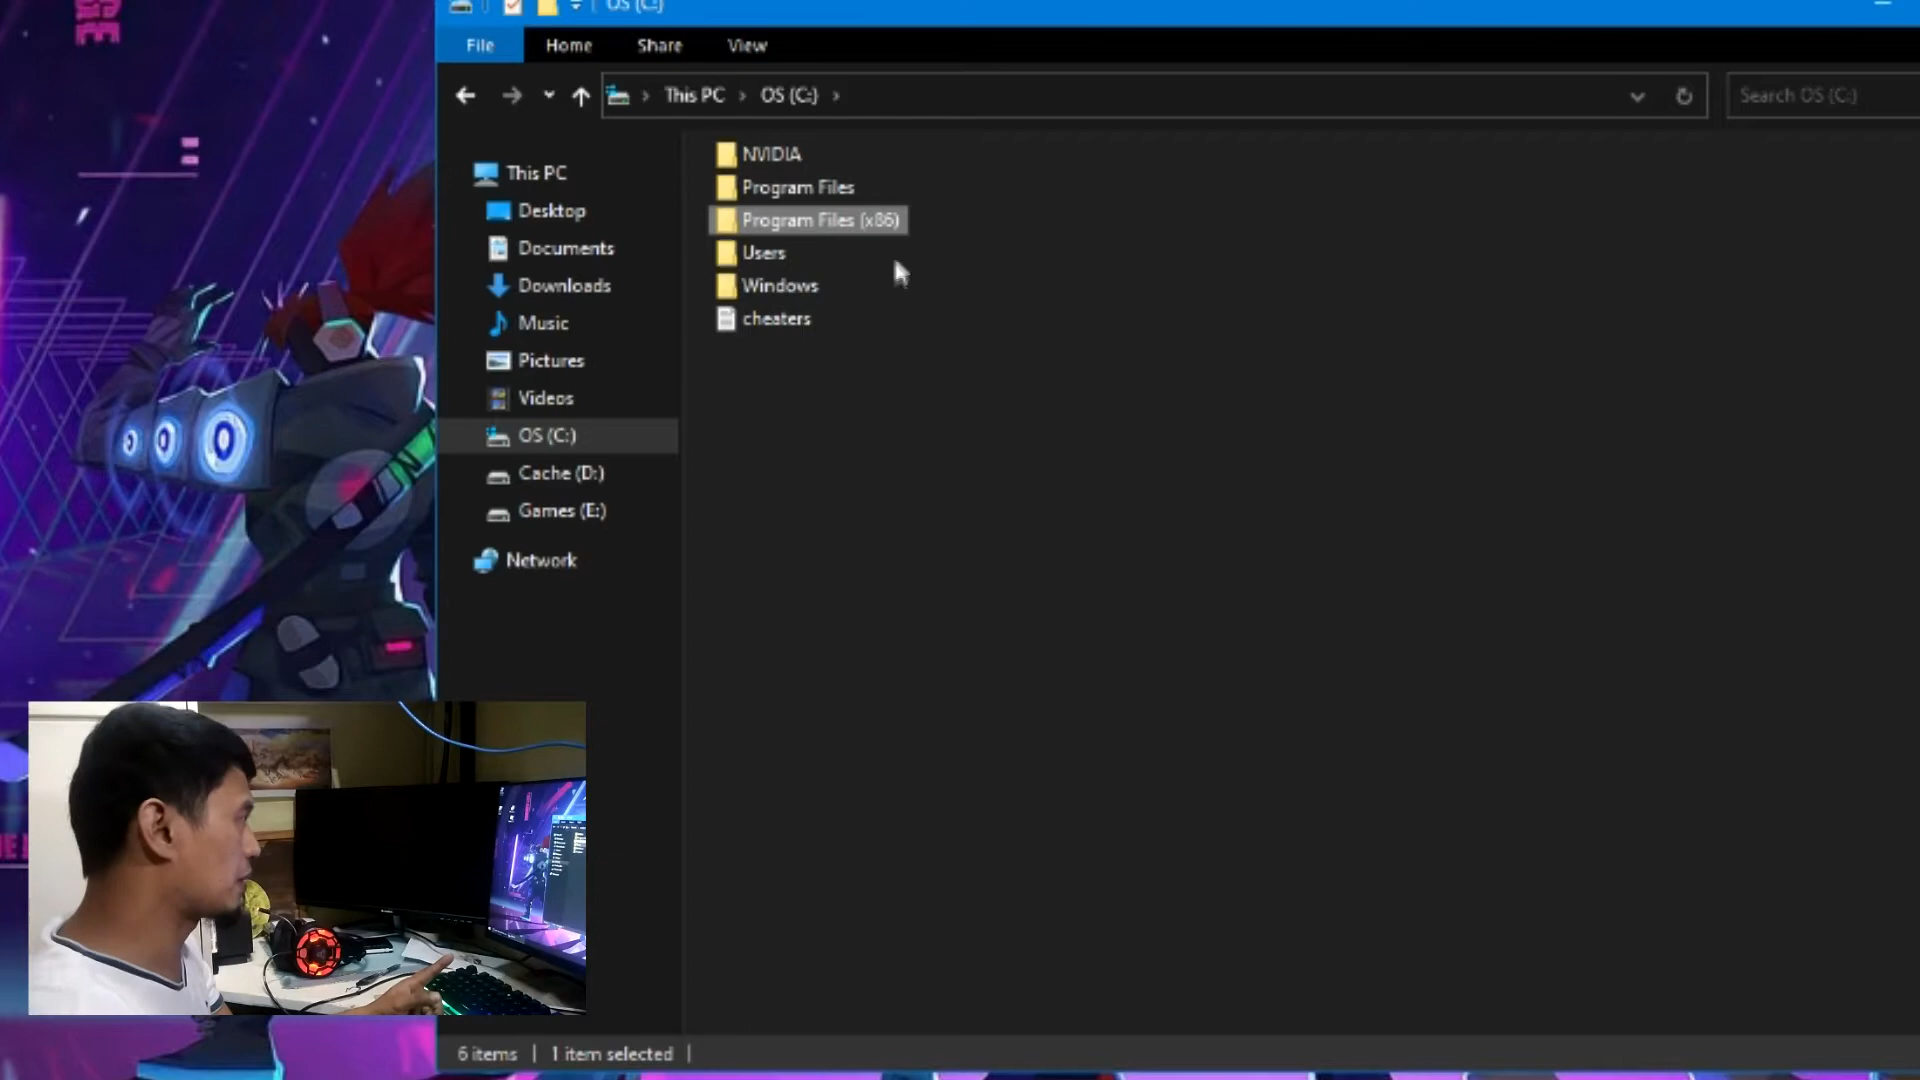 OS (C:)
File Home Share View
This PC OS (C:) Search OS (C:)
This PC
Desktop
Documents
Downloads
Music
Pictures
Videos
OS (C:)
Cache (D:)
Games (E:)
Network
NVIDIA
Program Files
Program Files (x86)
Users
Windows
cheaters
6 items 1 item selected